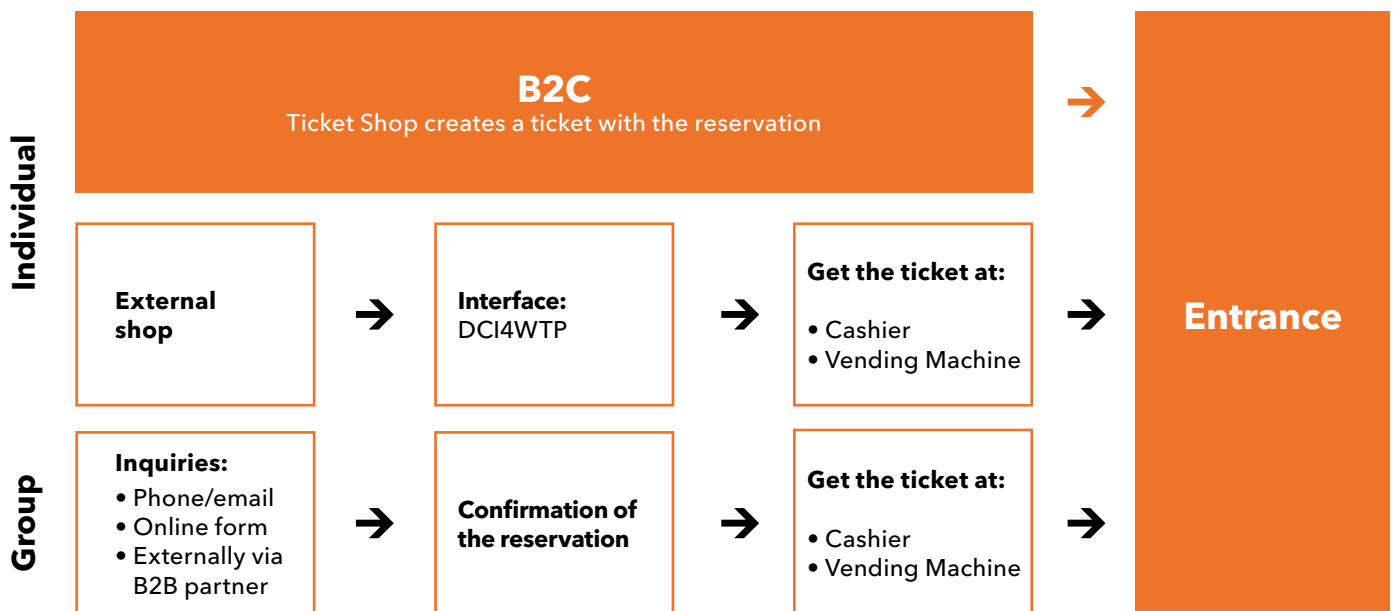 Individual
B2C
Ticket Shop creates a ticket with the reservation
External
shop
Interface:
DCI4WTP
Get the ticket at:
• Cashier
• Vending Machine
Entrance
Group
Inquiries:
• Phone/email
• Online form
• Externally via
B2B partner
Confirmation of
the reservation
Get the ticket at:
• Cashier
• Vending Machine